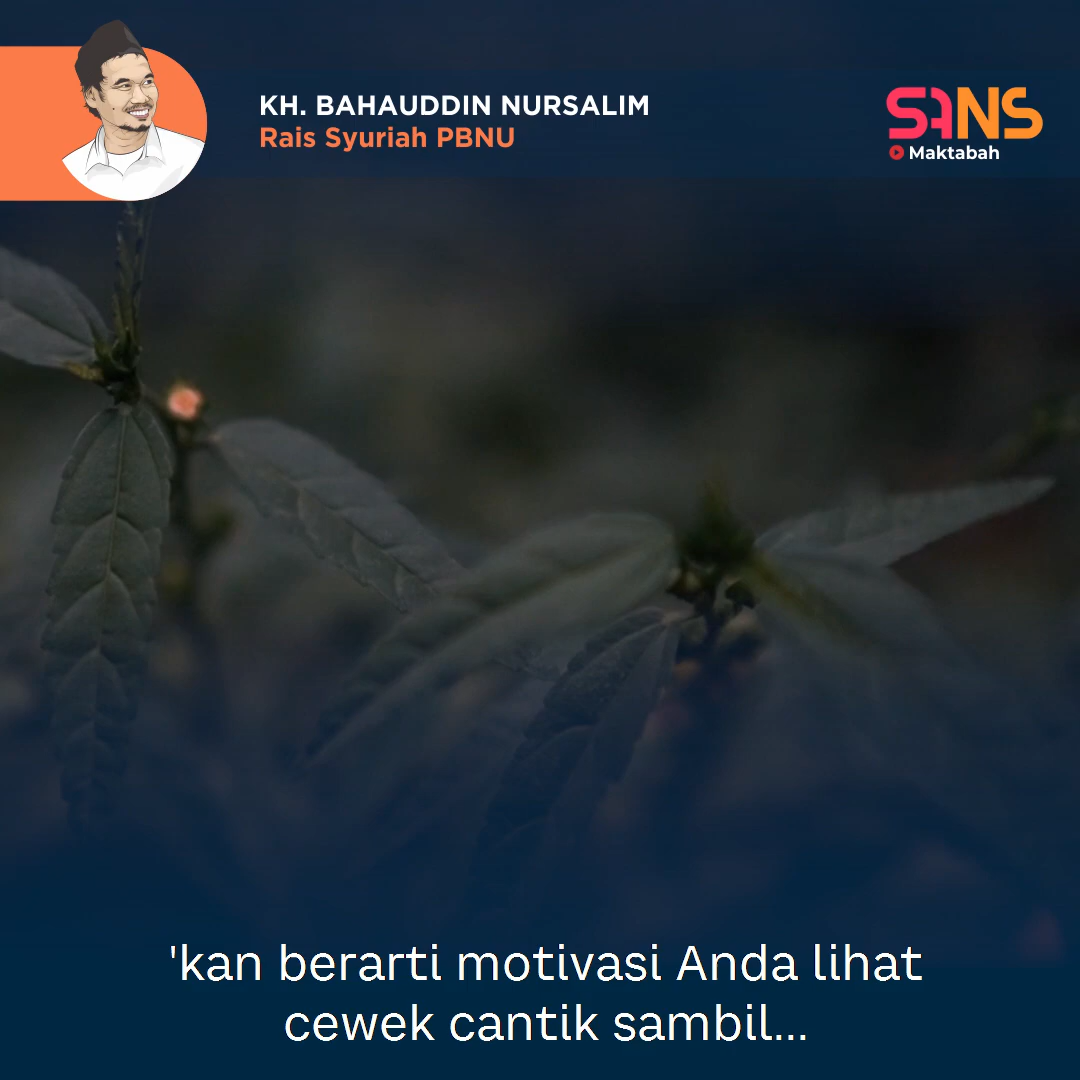 KH. BAHAUDDIN NURSALIM
Rais Syuriah PBNU
SANS
Maktabah
'kan berarti motivasi Anda lihat
cewek cantik sambil...